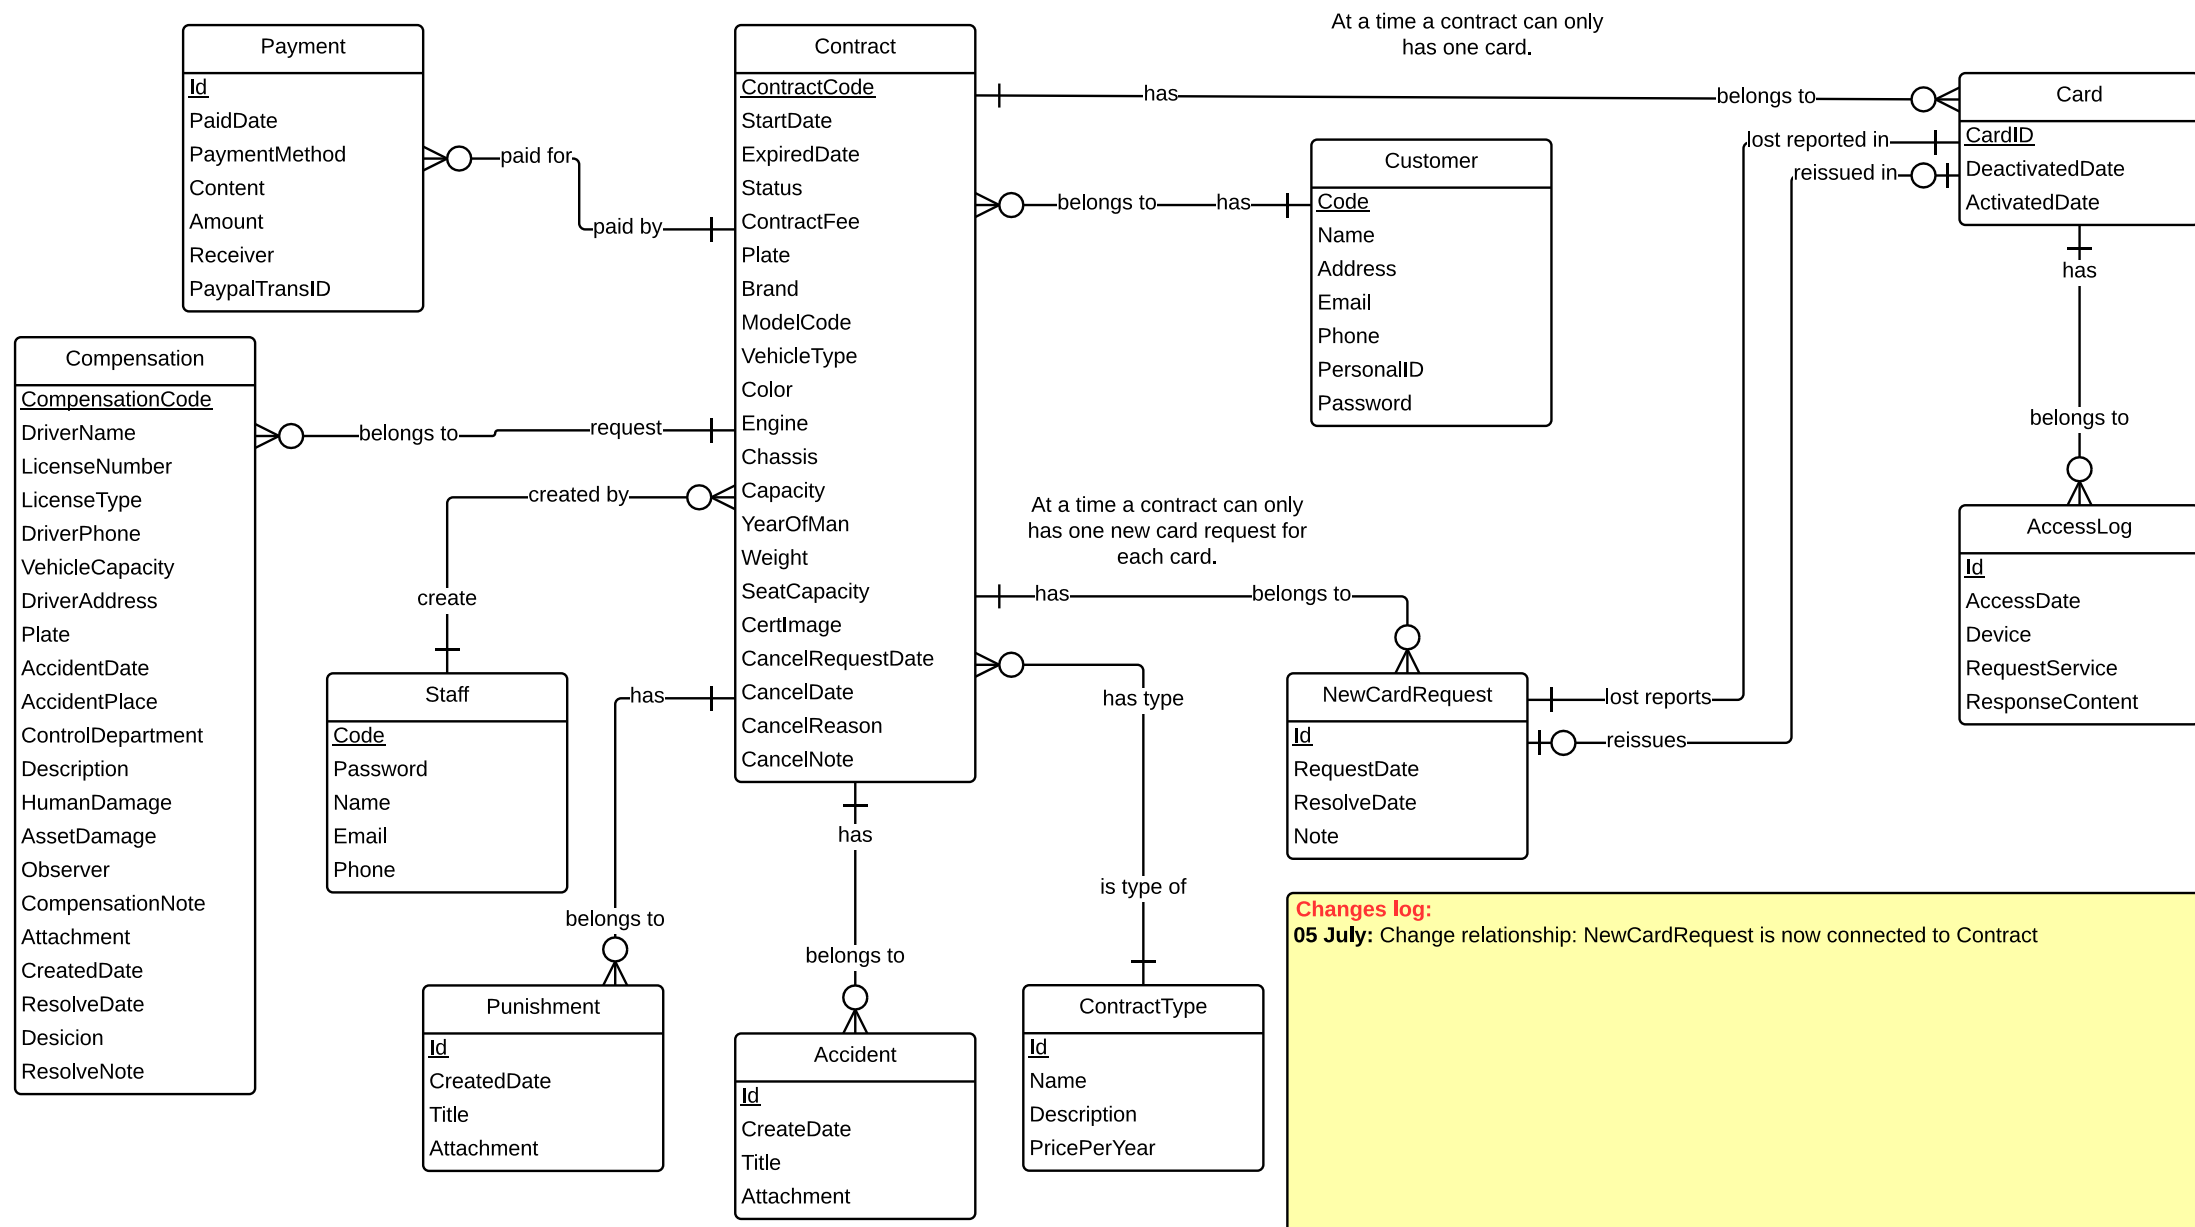 At a time a contract can only
has one card.
Payment
Id
PaidDate
PaymentMethod
Content
Amount
Receiver
PaypalTransID
paid for
paid by
Contract
ContractCode
StartDate
ExpiredDate
Status
ContractFee
Plate
Brand
ModelCode
VehicleType
Color
Engine
Chassis
Capacity
YearOfMan
Weight
SeatCapacity
CertImage
CancelRequestDate
CancelDate
CancelReason
CancelNote
has
belongs to
Card
CardID
DeactivatedDate
ActivatedDate
lost reported in
reissued in
belongs to
has
Customer
Code
Name
Address
Email
Phone
PersonalID
Password
has
belongs to
AccessLog
Id
AccessDate
Device
RequestService
ResponseContent
Compensation
CompensationCode
DriverName
LicenseNumber
LicenseType
DriverPhone
VehicleCapacity
DriverAddress
Plate
AccidentDate
AccidentPlace
ControlDepartment
Description
HumanDamage
AssetDamage
Observer
CompensationNote
Attachment
CreatedDate
ResolveDate
Desicion
ResolveNote
belongs to
request
created by
create
Staff
Code
Password
Name
Email
Phone
At a time a contract can only
has one new card request for
each card.
has
belongs to
NewCardRequest
Id
RequestDate
ResolveDate
Note
lost reports
reissues
has
belongs to
Punishment
Id
CreatedDate
Title
Attachment
has
belongs to
Accident
Id
CreateDate
Title
Attachment
has type
is type of
ContractType
Id
Name
Description
PricePerYear
Changes log:
05 July: Change relationship: NewCardRequest is now connected to Contract